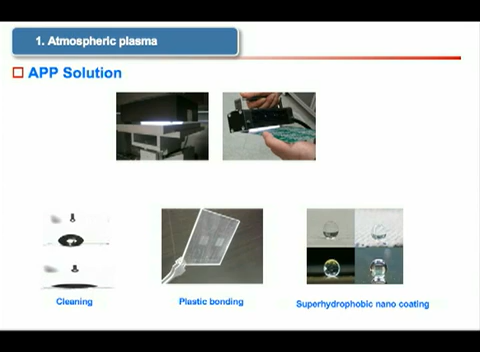 1. Atmospheric plasma
APP Solution
Cleaning
Plastic bonding
Superhydrophobic nano coating